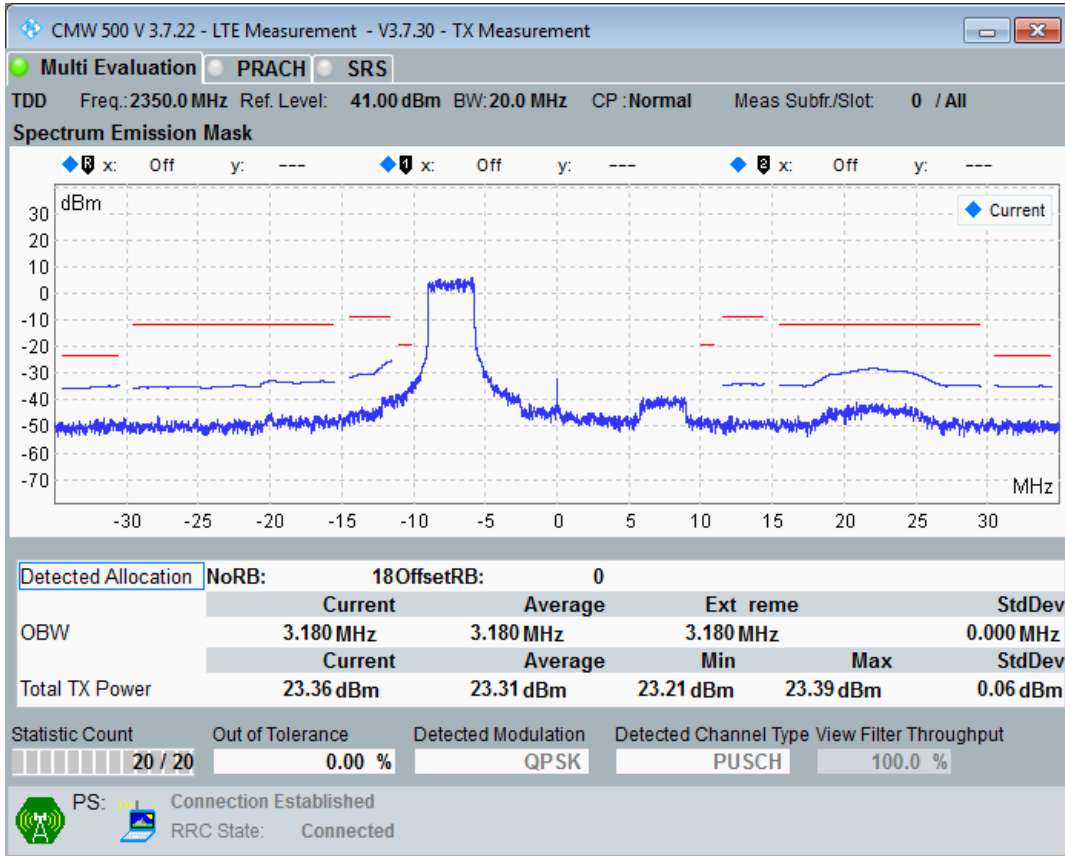 CMW 500 V 3.7.22 - LTE Measurement - V3.7.30 - TX Measurement
Multi Evaluation PRACH SRS
TDD Freq.: 2350.0 MHz Ref. Level: 41.00 dBm BW: 20.0 MHz CP : Normal Meas Subfr./Slot: 0 / All
Spectrum Emission Mask
R x: Off y: --- 1 x: Off y: --- 2 x: Off y: ---
dBm
Current
30
20
10
0
-10
-20
-30
-40
-50
-60
-70
MHz
-30 -25 -20 -15 -10 -5 0 5 10 15 20 25 30
Detected Allocation NoRB: 18 OffsetRB: 0
Current Average Ext reme StdDev
OBW 3.180 MHz 3.180 MHz 3.180 MHz 0.000 MHz
Current Average Min Max StdDev
Total TX Power 23.36 dBm 23.31 dBm 23.21 dBm 23.39 dBm 0.06 dBm
Statistic Count Out of Tolerance Detected Modulation Detected Channel Type View Filter Throughput
20 / 20 0.00 % QPSK PUSCH 100.0 %
PS: Connection Established
RRC State: Connected